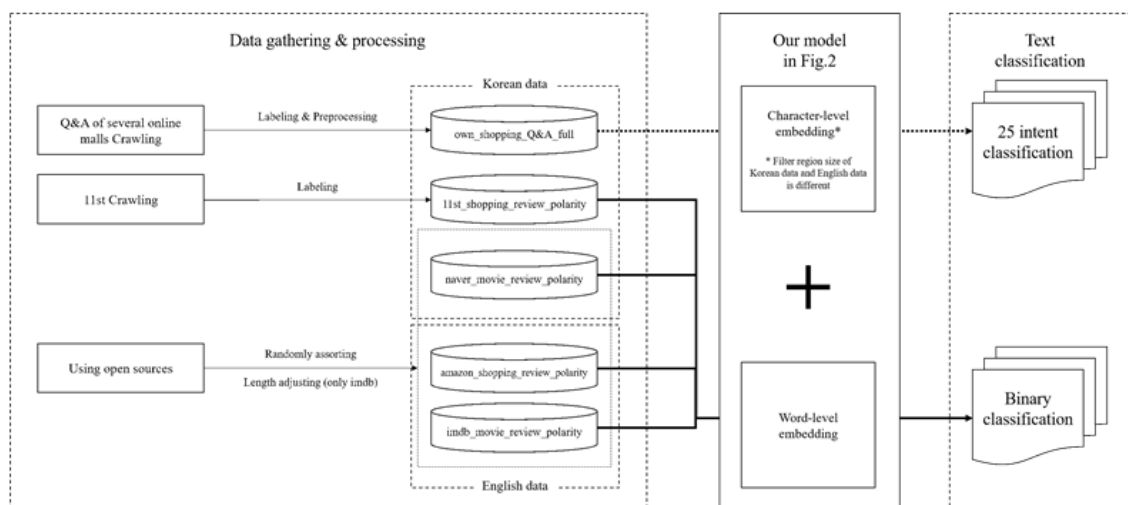 Data gathering & processing
Korean data
Q&A of several online
malls Crawling
Labeling & Preprocessing
own_shopping_Q&A_full
11st Crawling
Labeling
11st_shopping_review_polarity
naver_movie_review_polarity
Using open sources
Randomly assorting
Length adjusting (only imdb)
amazon_shopping_review_polarity
imdb_movie_review_polarity
English data
Our model
in Fig.2
Character-level
embedding*
* Filter region size of
Korean data and English data
is different
+
Word-level
embedding
Text
classification
25 intent
classification
Binary
classification